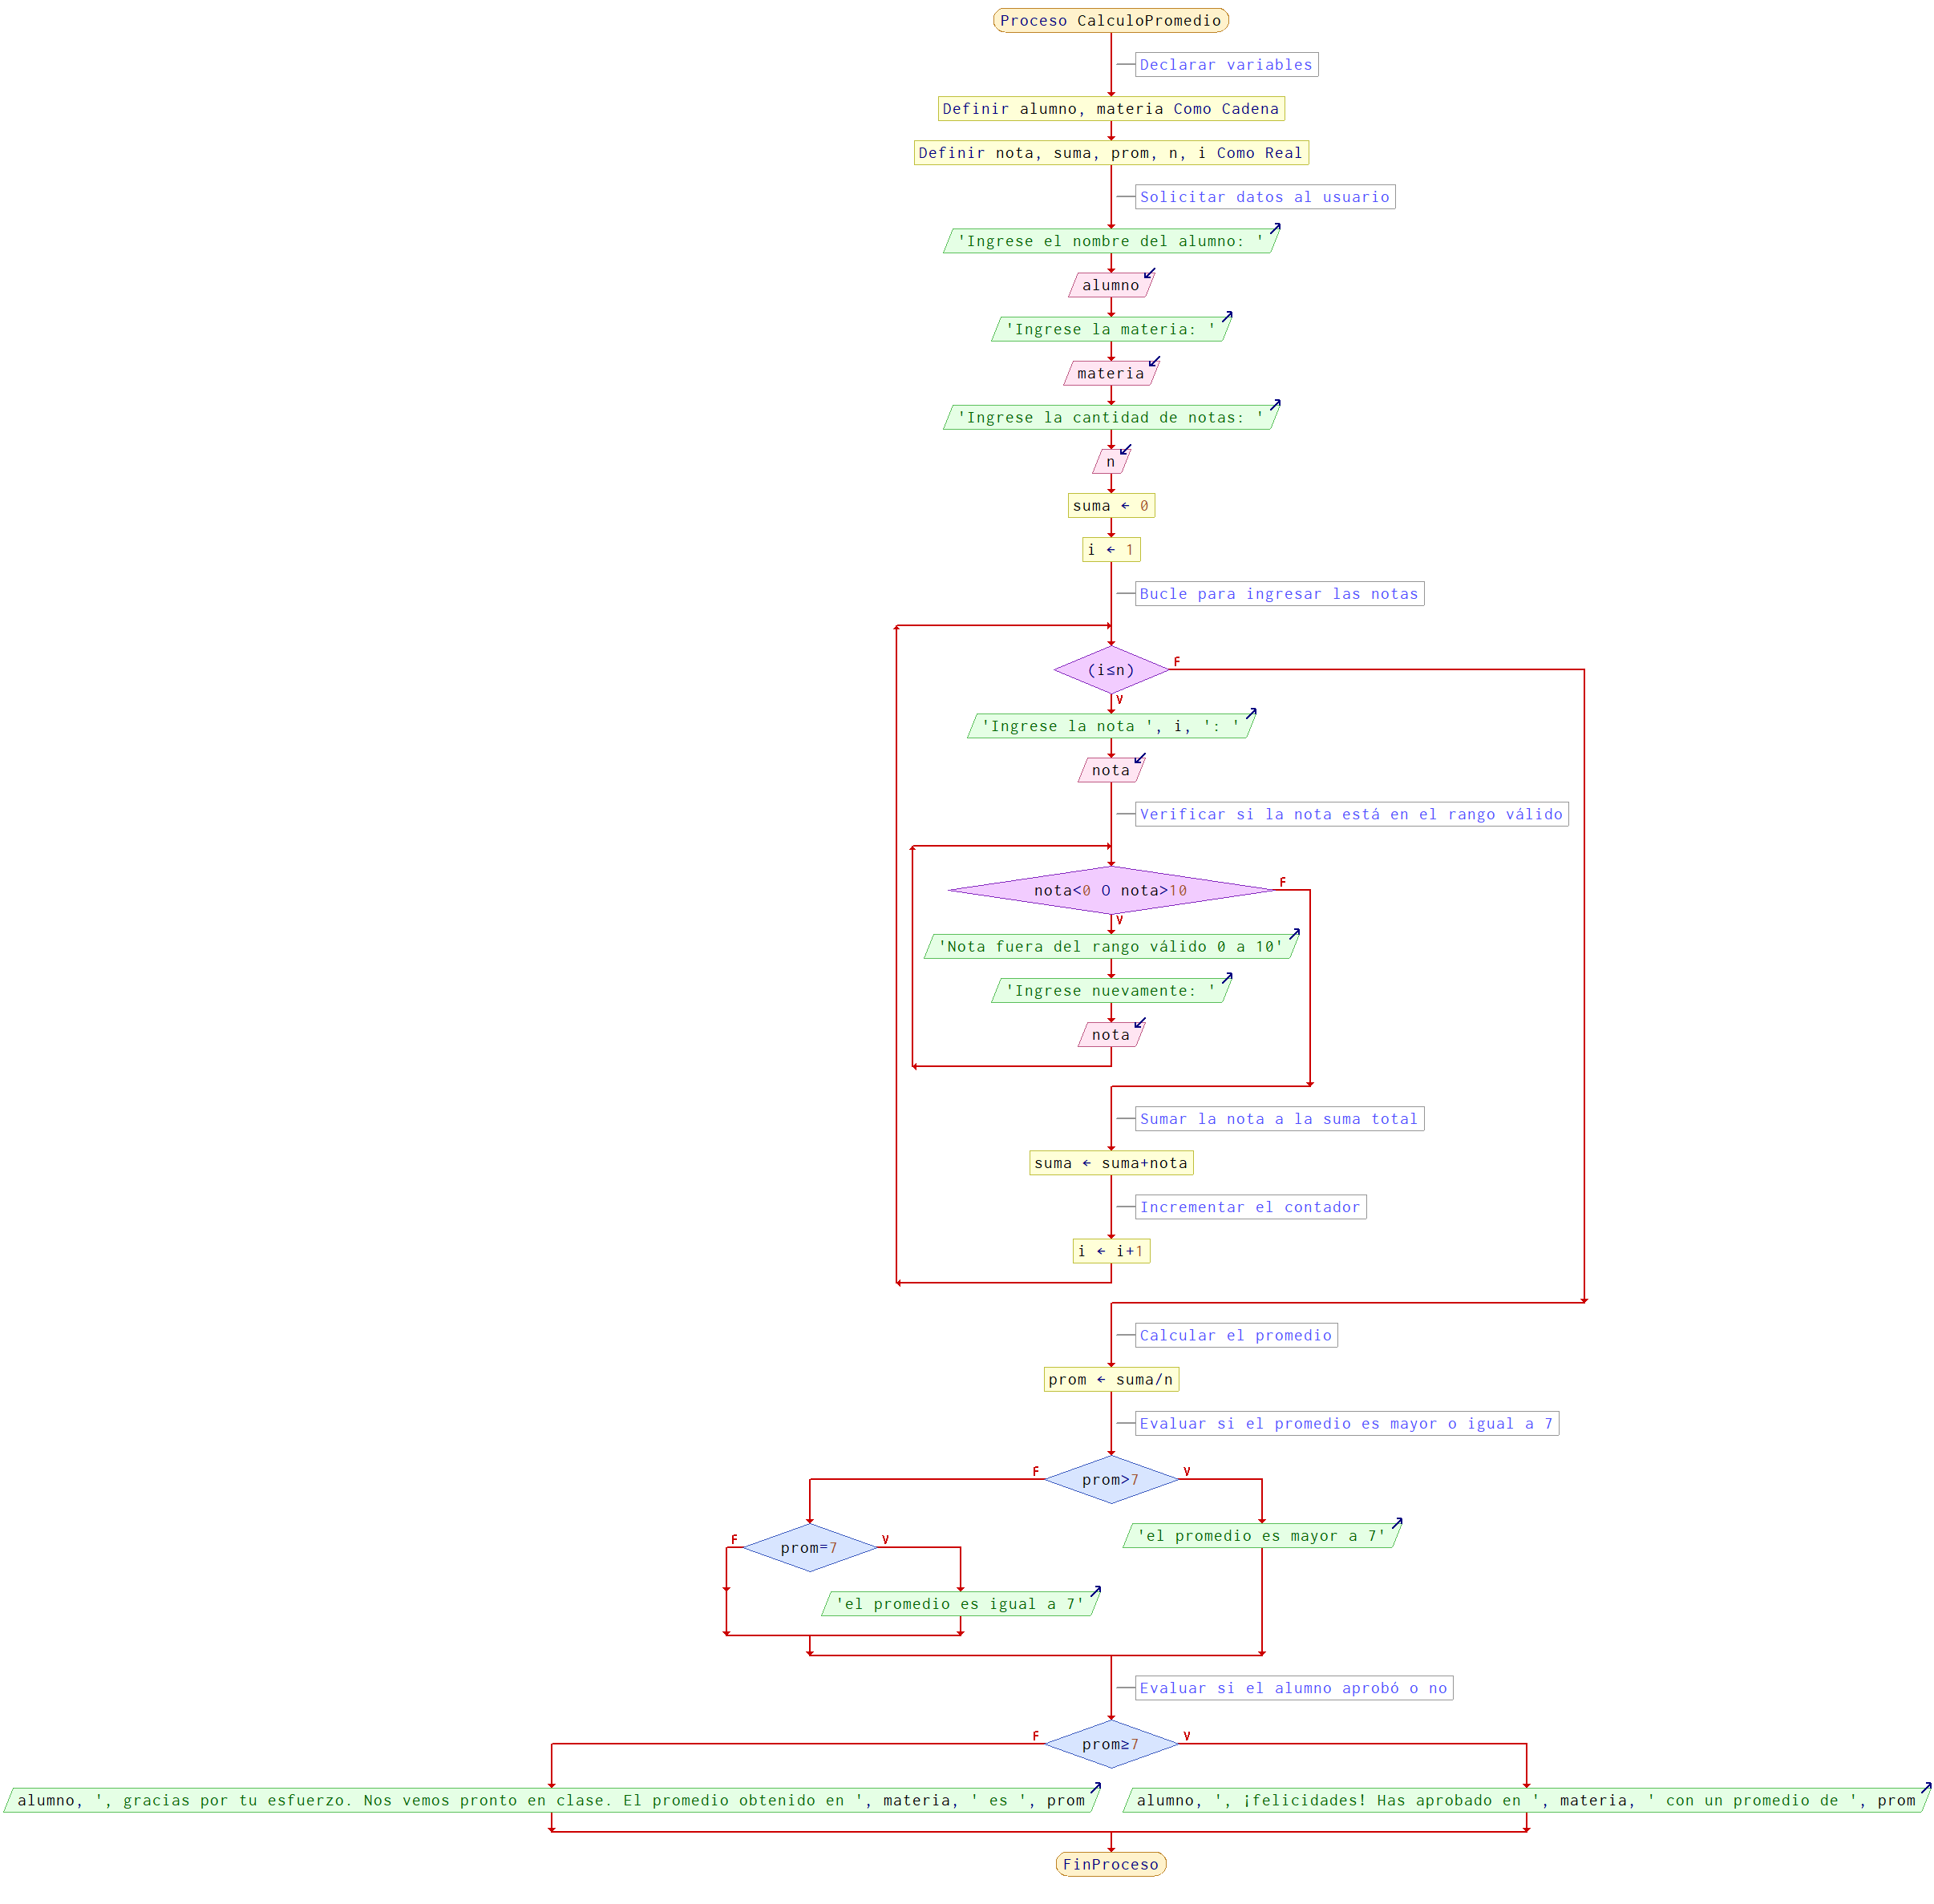 Proceso CalculoPromedio
Declarar variables
Definir alumno, materia Como Cadena
Definir nota, suma, prom, n, i Como Real
Solicitar datos al usuario
'Ingrese el nombre del alumno: '
alumno
'Ingrese la materia: '
materia
'Ingrese la cantidad de notas: '
n
suma ← 0
i ← 1
Bucle para ingresar las notas
(i≤n)
F
V
'Ingrese la nota ', i, ': '
nota
Verificar si la nota está en el rango válido
nota<0 O nota>10
F
V
'Nota fuera del rango válido 0 a 10'
'Ingrese nuevamente: '
nota
Sumar la nota a la suma total
suma ← suma+nota
Incrementar el contador
i ← i+1
Calcular el promedio
prom ← suma/n
Evaluar si el promedio es mayor o igual a 7
F
prom>7
V
'el promedio es mayor a 7'
F
prom=7
V
'el promedio es igual a 7'
Evaluar si el alumno aprobó o no
F
prom≥7
V
alumno, ', gracias por tu esfuerzo. Nos vemos pronto en clase. El promedio obtenido en ', materia, ' es ', prom
alumno, ', ¡felicidades! Has aprobado en ', materia, ' con un promedio de ', prom
FinProceso